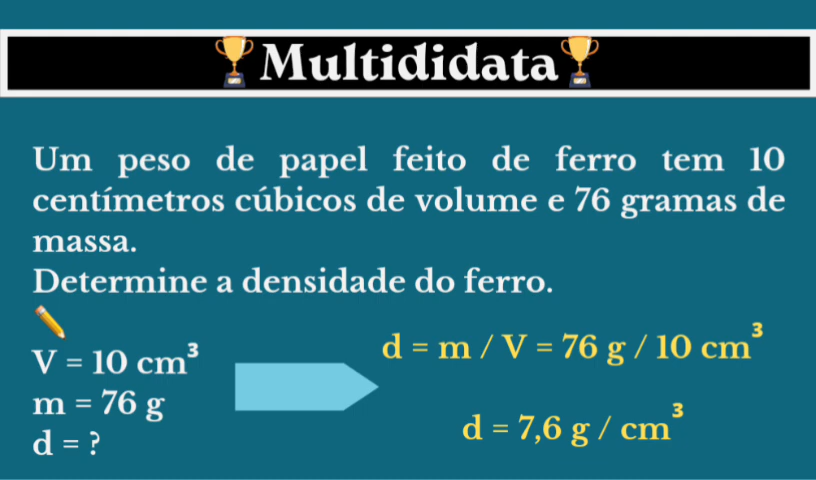 🏆Multididata🏆
Um peso de papel feito de ferro tem 10
centímetros cúbicos de volume e 76 gramas de
massa.
Determine a densidade do ferro.
V = 10 cm³
m = 76 g
d = ?
d = m / V = 76 g / 10 cm³
d = 7,6 g / cm³